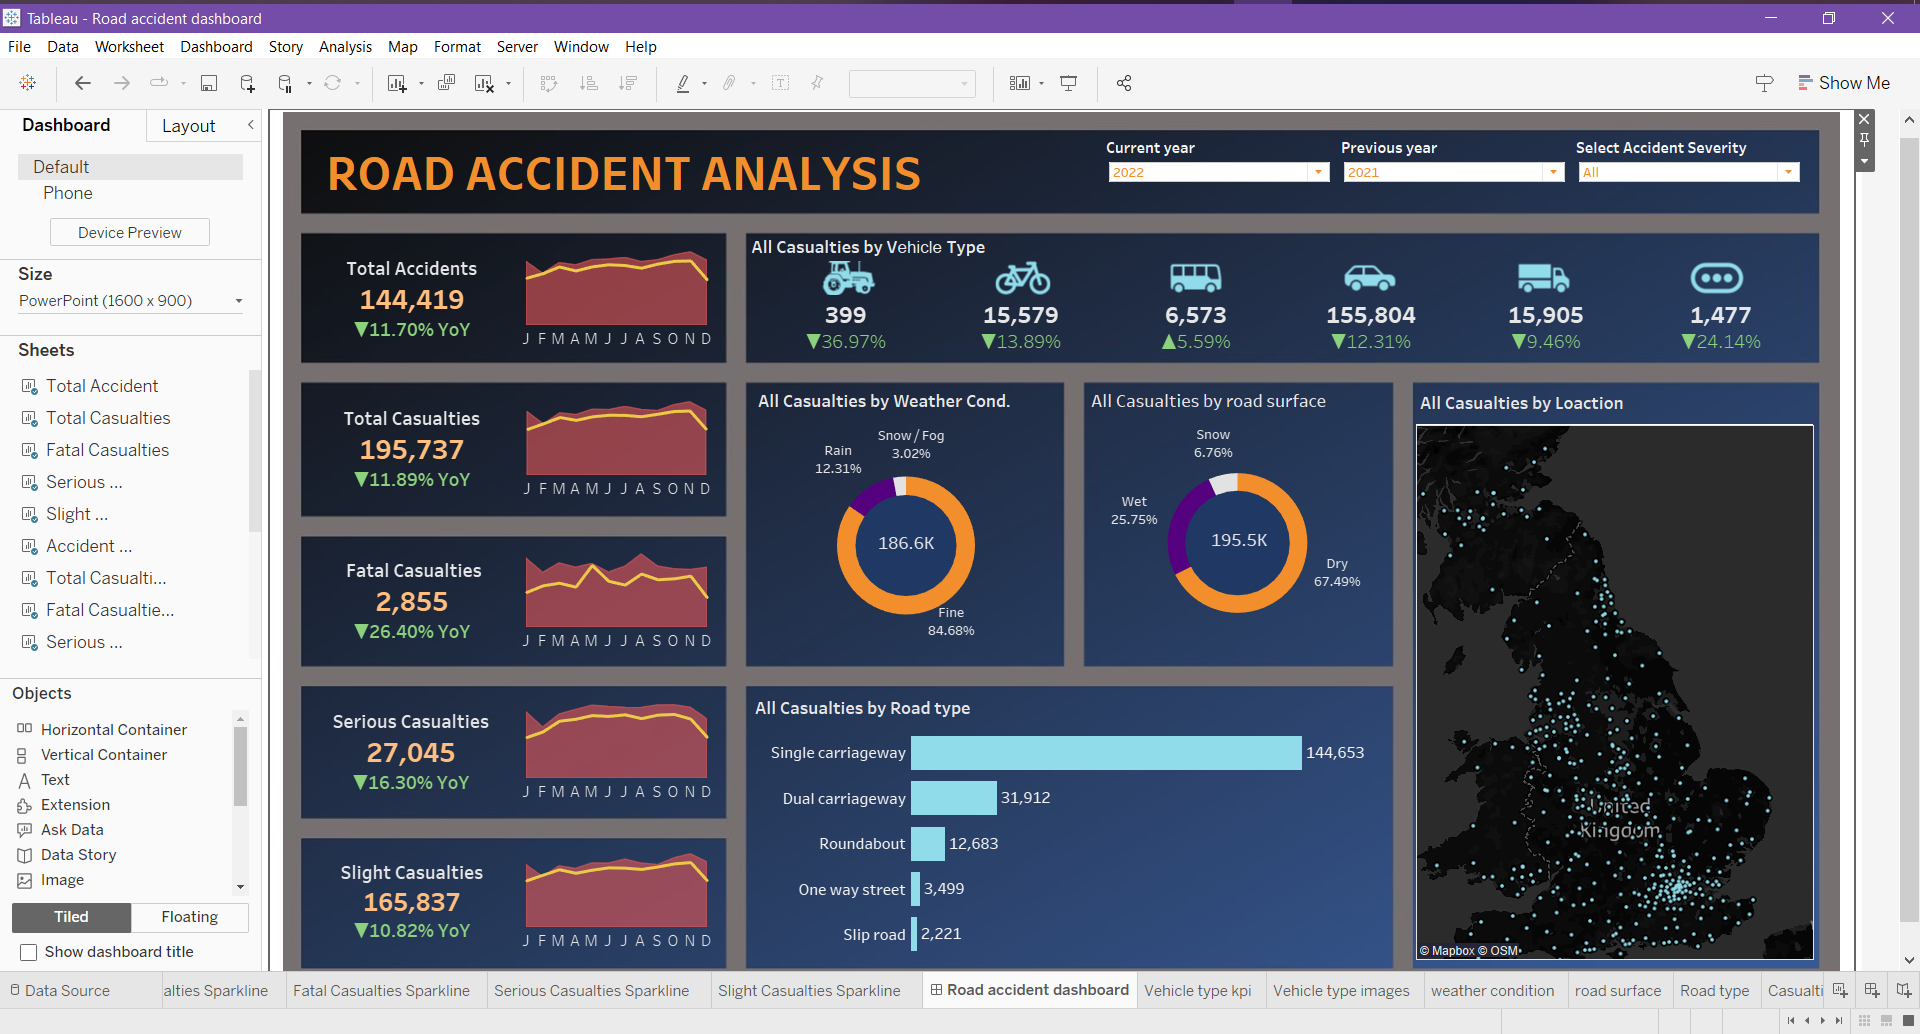 Tableau - Road accident dashboard
File Data Worksheet Dashboard Story Analysis Map Format Server Window Help
Show Me
Dashboard Layout
Default
Phone
Device Preview
Size
PowerPoint (1600 x 900)
Sheets
Total Accident
Total Casualties
Fatal Casualties
Serious ...
Slight ...
Accident ...
Total Casualti...
Fatal Casualtie...
Serious ...
Objects
Horizontal Container
Vertical Container
Text
Extension
Ask Data
Data Story
Image
Tiled Floating
Show dashboard title
ROAD ACCIDENT ANALYSIS
Current year Previous year Select Accident Severity
2022 2021 All
Total Accidents
144,419
▼11.70% YoY
J F M A M J J A S O N D
Total Casualties
195,737
▼11.89% YoY
J F M A M J J A S O N D
Fatal Casualties
2,855
▼26.40% YoY
J F M A M J J A S O N D
Serious Casualties
27,045
▼16.30% YoY
J F M A M J J A S O N D
Slight Casualties
165,837
▼10.82% YoY
J F M A M J J A S O N D
All Casualties by Vehicle Type
399 15,579 6,573 155,804 15,905 1,477
▼36.97% ▼13.89% ▲5.59% ▼12.31% ▼9.46% ▼24.14%
All Casualties by Weather Cond.
Snow / Fog
3.02%
Rain
12.31%
186.6K
Fine
84.68%
All Casualties by road surface
Snow
6.76%
Wet
25.75%
195.5K
Dry
67.49%
All Casualties by Loaction
United
Kingdom
© Mapbox © OSM
All Casualties by Road type
Single carriageway 144,653
Dual carriageway 31,912
Roundabout 12,683
One way street 3,499
Slip road 2,221
Data Source alties Sparkline Fatal Casualties Sparkline Serious Casualties Sparkline Slight Casualties Sparkline Road accident dashboard Vehicle type kpi Vehicle type images weather condition road surface Road type Casualti